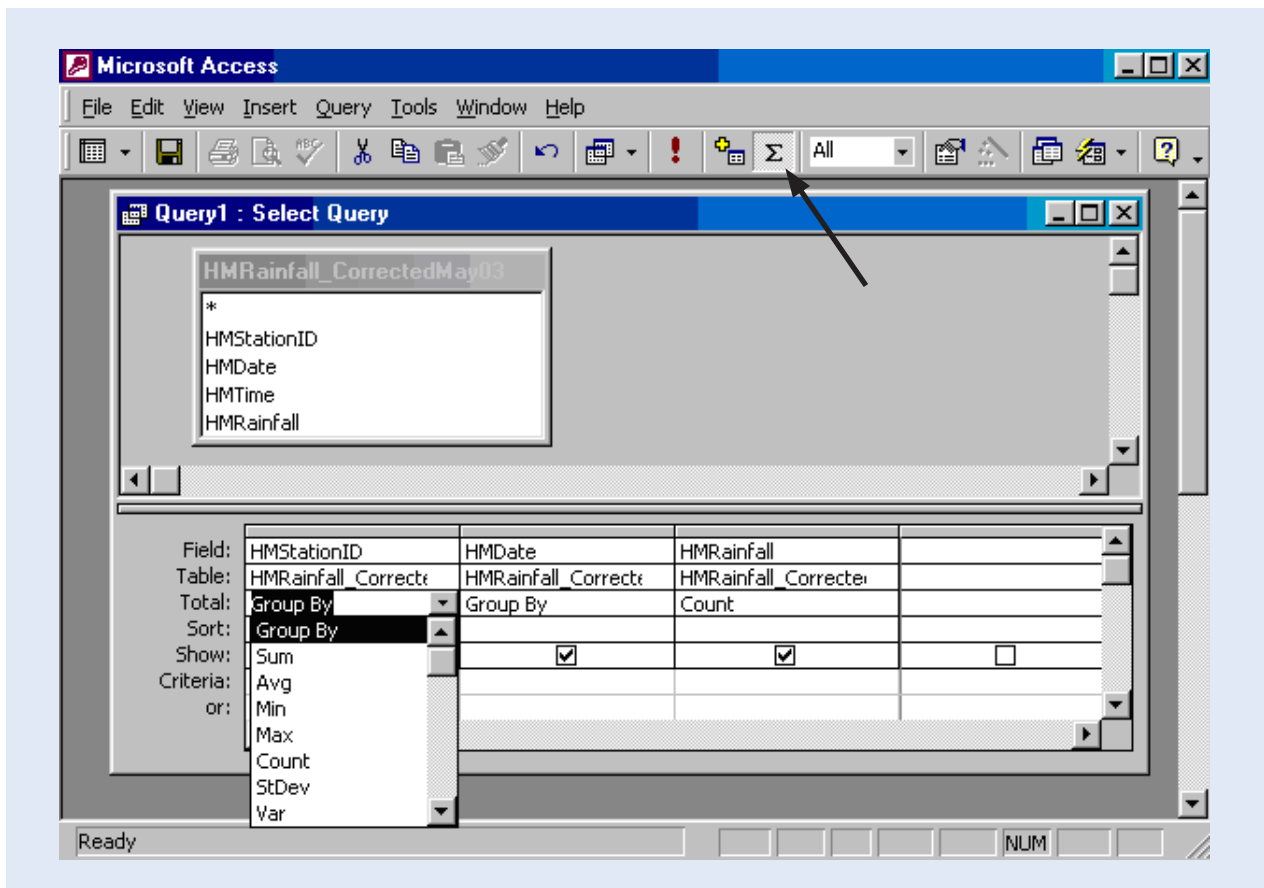 Microsoft Access
File Edit View Insert Query Tools Window Help
ABC Σ All
Query1 : Select Query
HMRainfall_CorrectedMay03
*
HMStationID
HMDate
HMTime
HMRainfall
Field: HMStationID HMDate HMRainfall
Table: HMRainfall_Correcte HMRainfall_Correcte HMRainfall_Correcte
Total: Group By Group By Count
Sort: Group By
Show: Sum
Criteria: Avg
or: Min
Max
Count
StDev
Var
Ready NUM